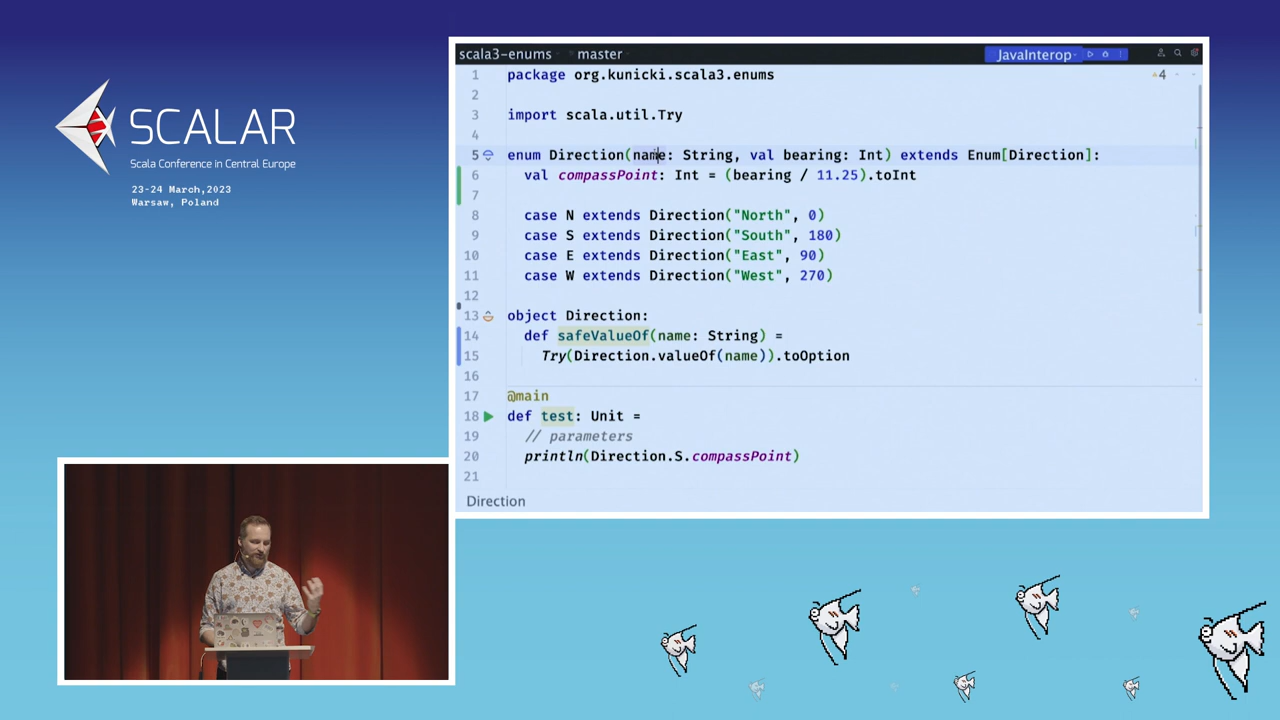 SCALAR
Scala Conference in Central Europe
23-24 March,2023
Warsaw, Poland
scala3-enums master JavaInterop
1 package org.kunicki.scala3.enums 4
2
3 import scala.util.Try
4
5 enum Direction(name: String, val bearing: Int) extends Enum[Direction]:
6 val compassPoint: Int = (bearing / 11.25).toInt
7
8 case N extends Direction("North", 0)
9 case S extends Direction("South", 180)
10 case E extends Direction("East", 90)
11 case W extends Direction("West", 270)
12
13 object Direction:
14 def safeValueOf(name: String) =
15 Try(Direction.valueOf(name)).toOption
16
17 @main
18 def test: Unit =
19 // parameters
20 println(Direction.S.compassPoint)
21
Direction